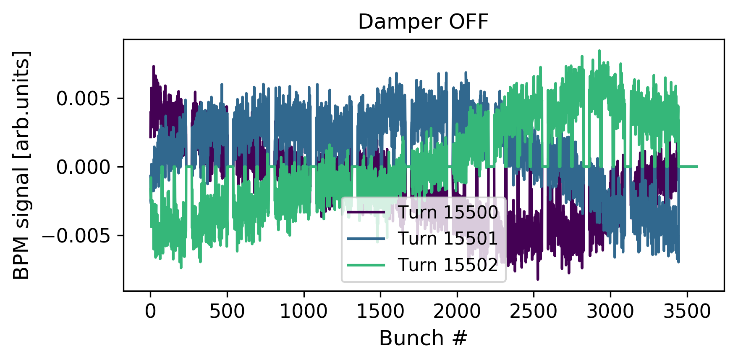 Damper OFF
BPM signal [arb.units]
0.005
0.000
−0.005
Turn 15500
Turn 15501
Turn 15502
0 500 1000 1500 2000 2500 3000 3500
Bunch #